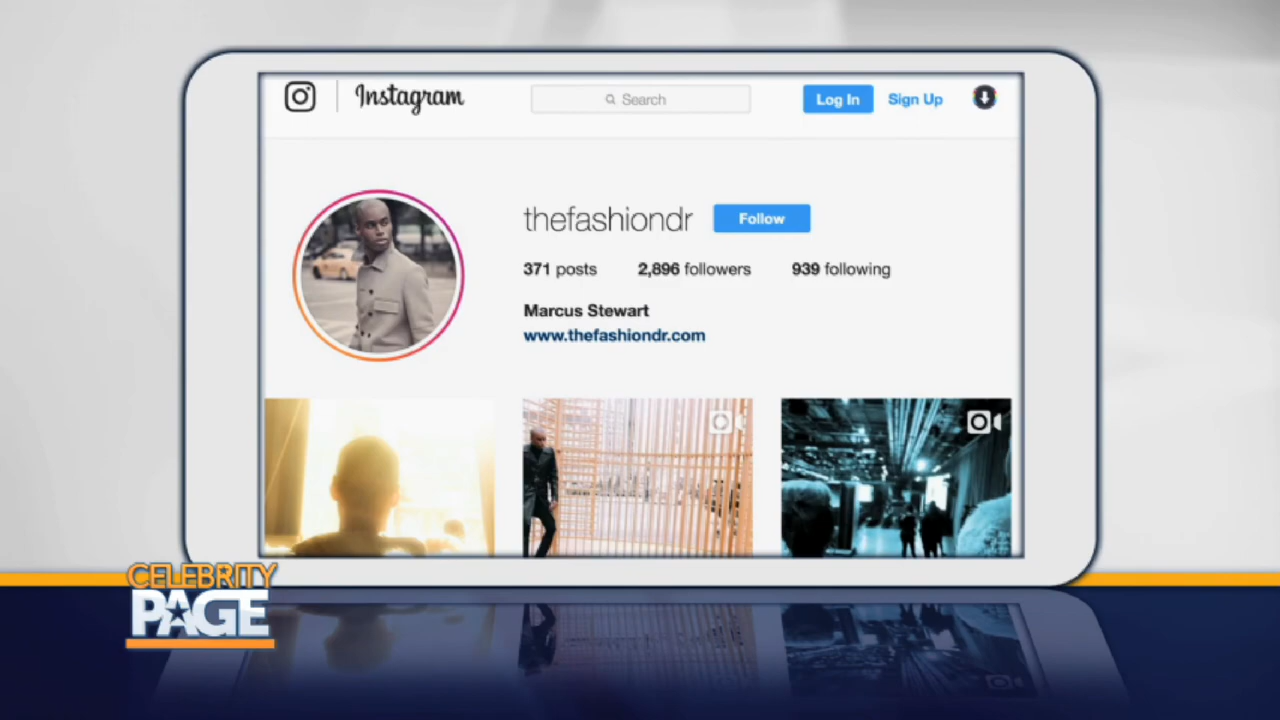 Instagram
Search
Log In
Sign Up
thefashiondr
Follow
371 posts
2,896 followers
939 following
Marcus Stewart
www.thefashiondr.com
CELEBRITY
PAGE